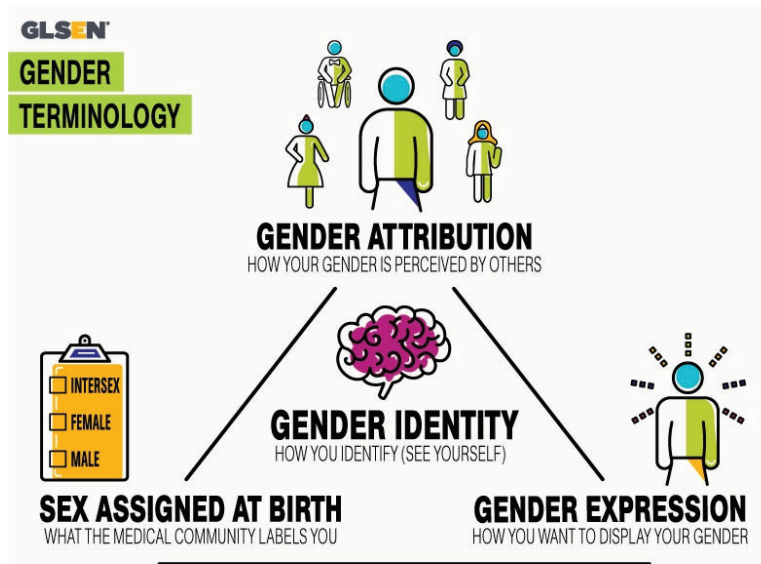 GLSEN®
GENDER
TERMINOLOGY
GENDER ATTRIBUTION
HOW YOUR GENDER IS PERCEIVED BY OTHERS
INTERSEX
FEMALE
MALE
GENDER IDENTITY
HOW YOU IDENTIFY (SEE YOURSELF)
SEX ASSIGNED AT BIRTH
WHAT THE MEDICAL COMMUNITY LABELS YOU
GENDER EXPRESSION
HOW YOU WANT TO DISPLAY YOUR GENDER